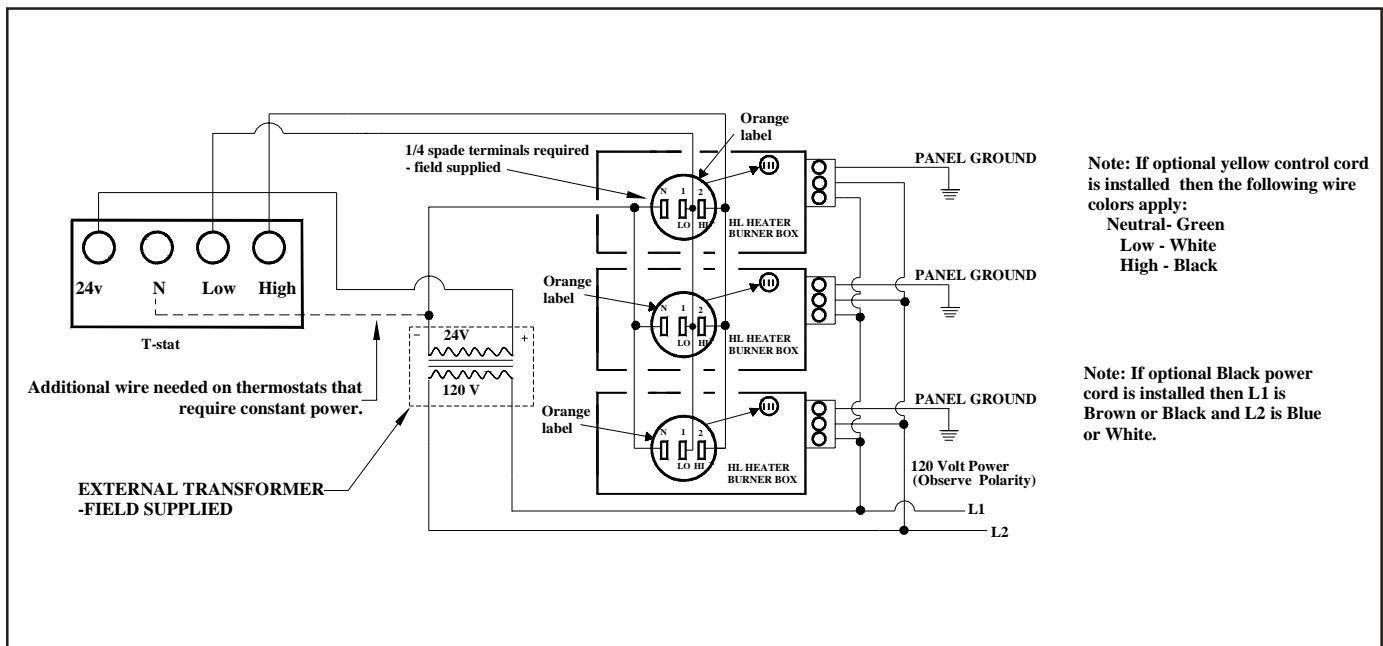 24v
N
Low
High
T-stat
Additional wire needed on thermostats that
require constant power.
−
24V
+
120 V
EXTERNAL TRANSFORMER
-FIELD SUPPLIED
1/4 spade terminals required
- field supplied
Orange
label
N
1
2
LO
HI
HL HEATER
BURNER BOX
PANEL GROUND
Orange
label
N
1
2
LO
HI
HL HEATER
BURNER BOX
PANEL GROUND
Orange
label
N
1
2
LO
HI
HL HEATER
BURNER BOX
PANEL GROUND
120 Volt Power
(Observe Polarity)
L1
L2
Note: If optional yellow control cord
is installed then the following wire
colors apply:
Neutral- Green
Low - White
High - Black
Note: If optional Black power
cord is installed then L1 is
Brown or Black and L2 is Blue
or White.